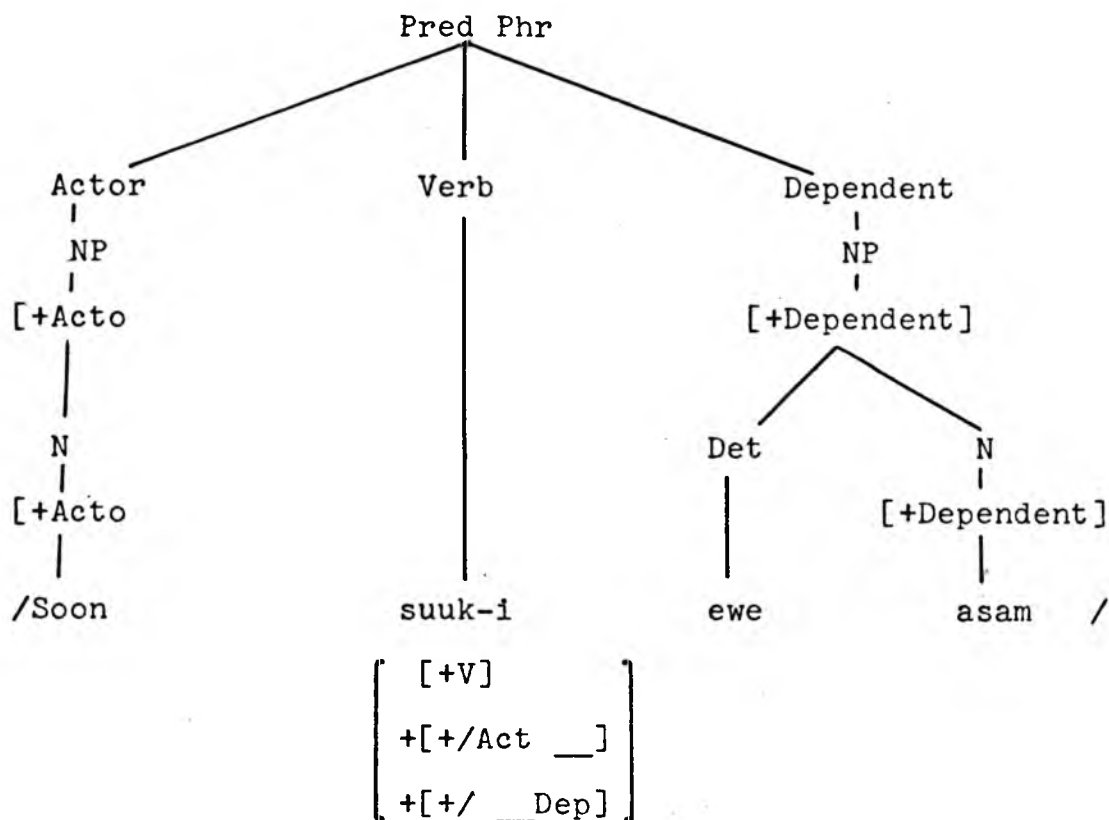 Pred Phr
Actor Verb Dependent
NP NP
[+Acto [+Dependent]
N Det N
[+Acto [+Dependent]
/Soon suuk-i ewe asam /
[+V]
+[+/Act __]
+[+/ __Dep]